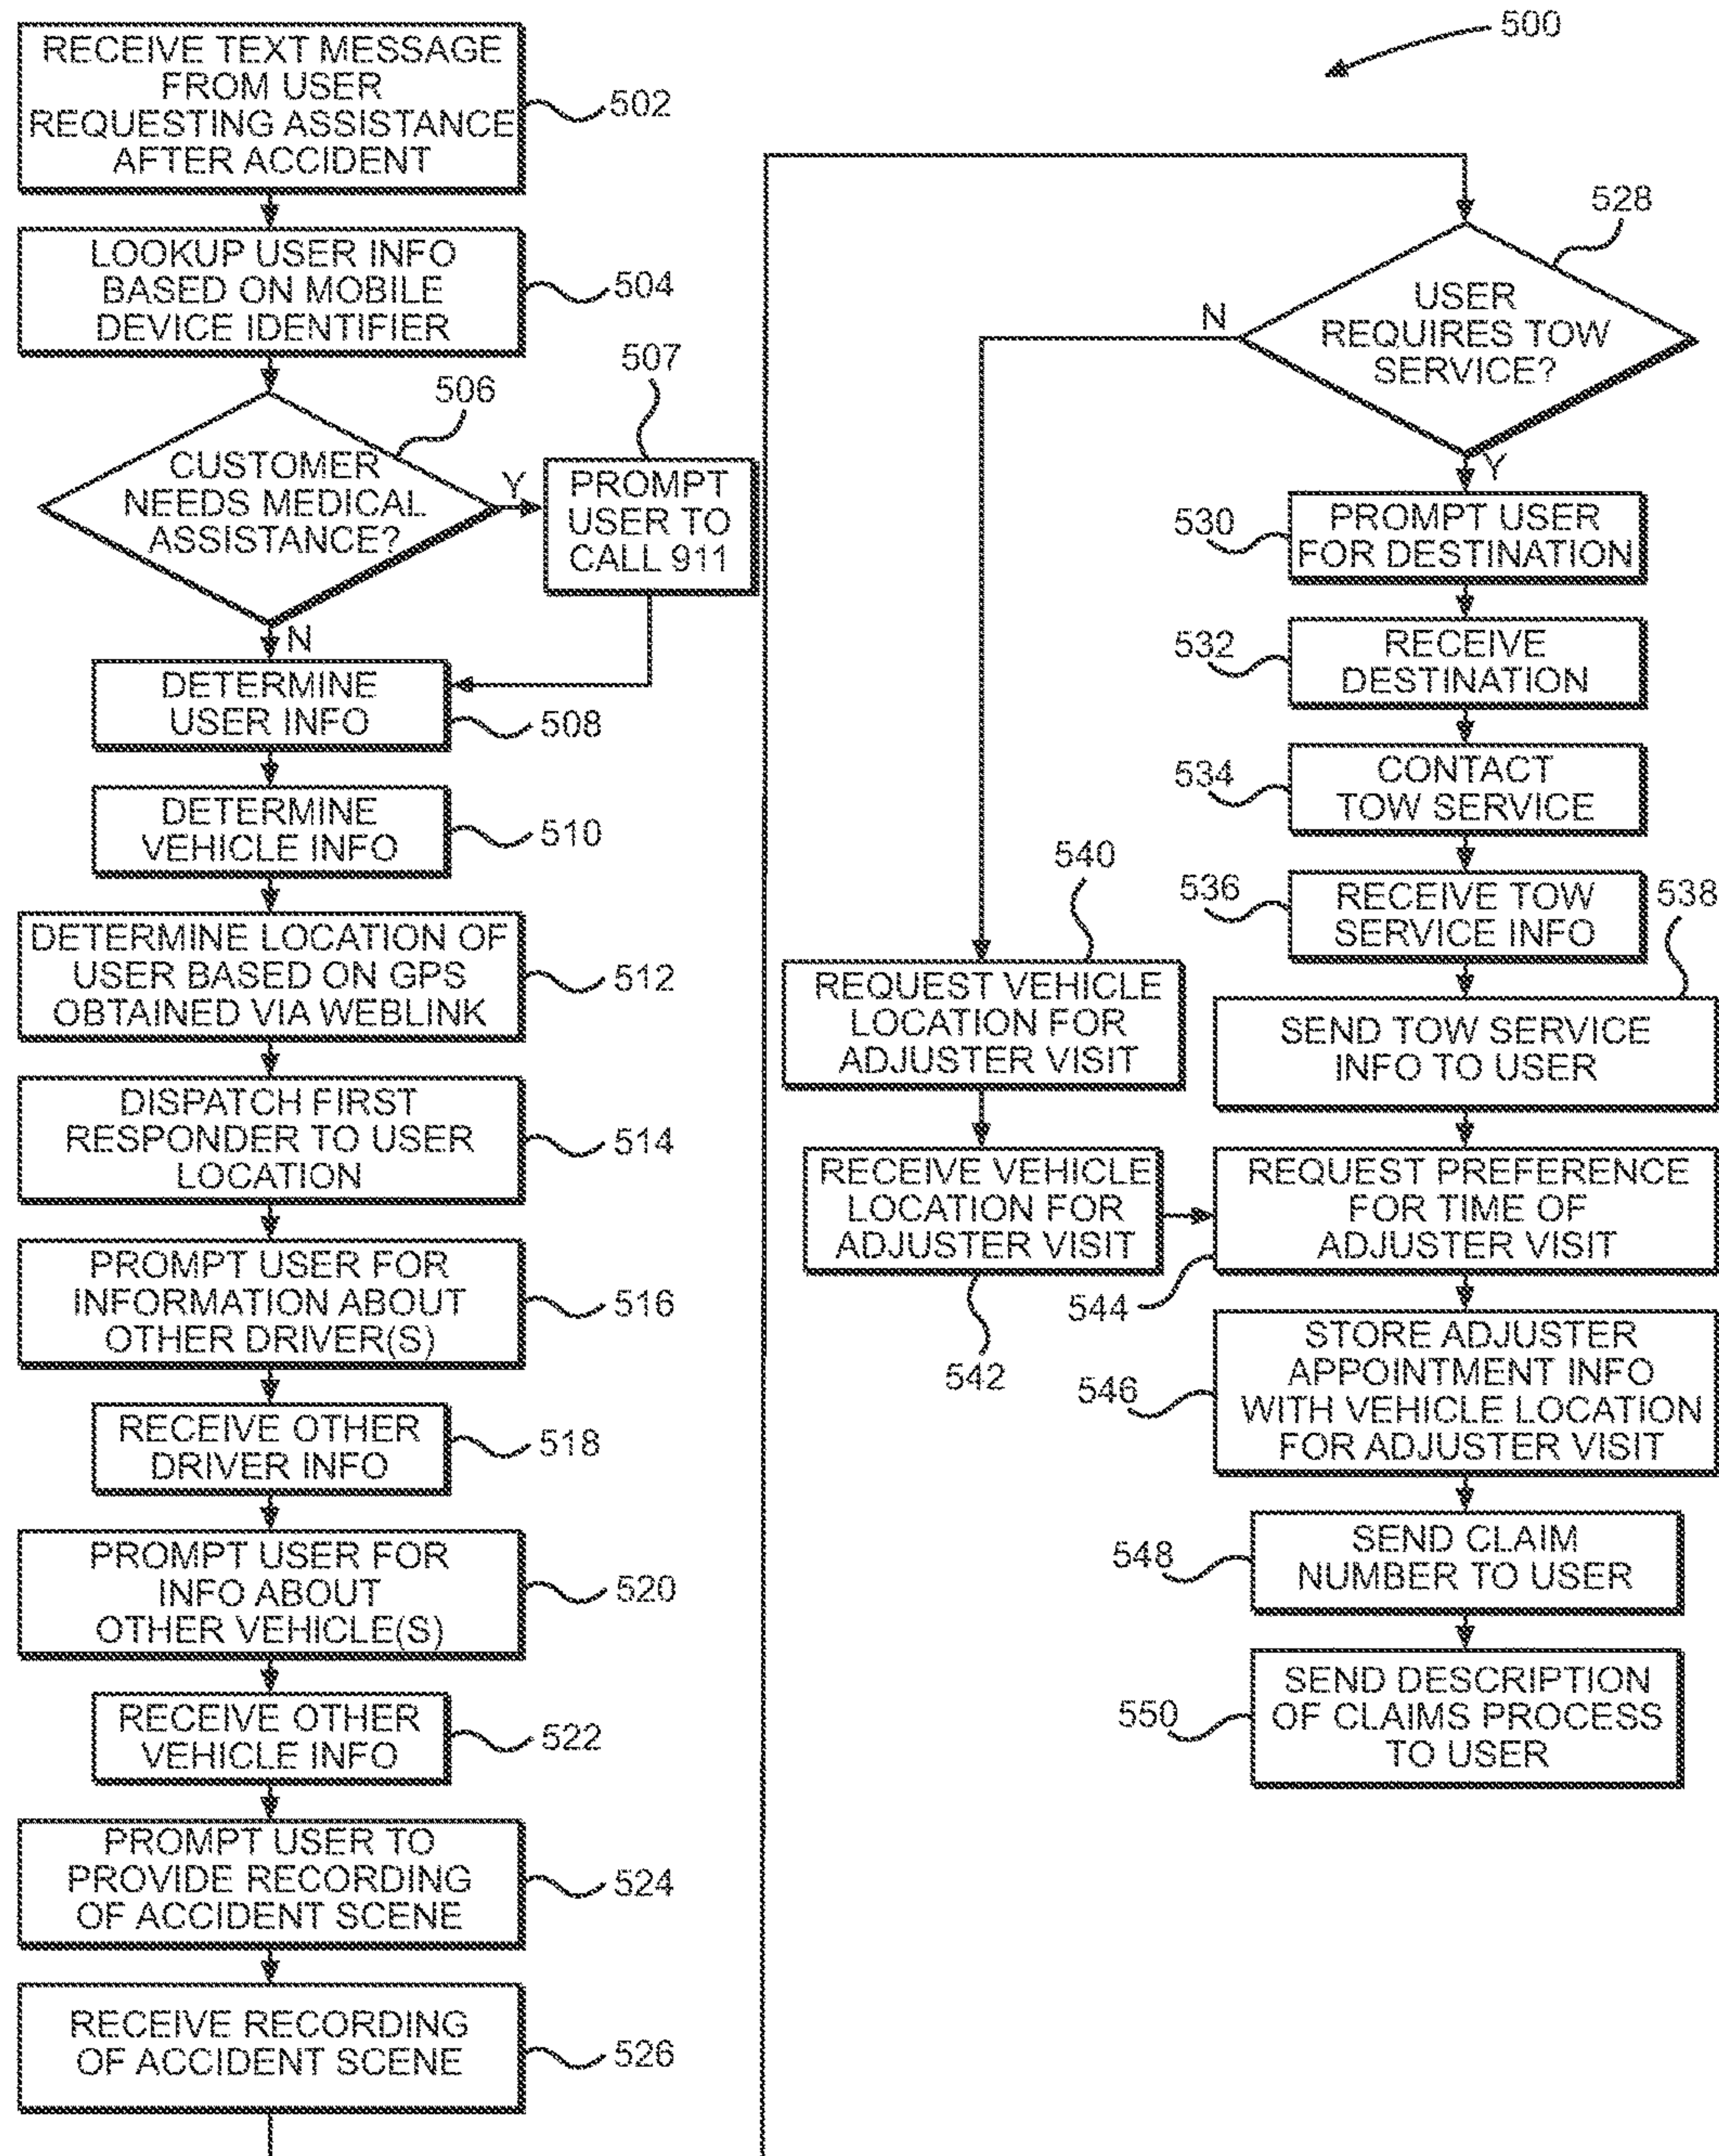 500
RECEIVE TEXT MESSAGE
FROM USER
REQUESTING ASSISTANCE
AFTER ACCIDENT
502
LOOKUP USER INFO
BASED ON MOBILE
DEVICE IDENTIFIER
504
506
CUSTOMER
NEEDS MEDICAL
ASSISTANCE?
Y
N
507
PROMPT
USER TO
CALL 911
DETERMINE
USER INFO
508
DETERMINE
VEHICLE INFO
510
DETERMINE LOCATION OF
USER BASED ON GPS
OBTAINED VIA WEBLINK
512
DISPATCH FIRST
RESPONDER TO USER
LOCATION
514
PROMPT USER FOR
INFORMATION ABOUT
OTHER DRIVER(S)
516
RECEIVE OTHER
DRIVER INFO
518
PROMPT USER FOR
INFO ABOUT
OTHER VEHICLE(S)
520
RECEIVE OTHER
VEHICLE INFO
522
PROMPT USER TO
PROVIDE RECORDING
OF ACCIDENT SCENE
524
RECEIVE RECORDING
OF ACCIDENT SCENE
526
528
USER
REQUIRES TOW
SERVICE?
N
Y
530
PROMPT USER
FOR DESTINATION
532
RECEIVE
DESTINATION
534
CONTACT
TOW SERVICE
536
RECEIVE TOW
SERVICE INFO
538
SEND TOW SERVICE
INFO TO USER
540
REQUEST VEHICLE
LOCATION FOR
ADJUSTER VISIT
RECEIVE VEHICLE
LOCATION FOR
ADJUSTER VISIT
542
REQUEST PREFERENCE
FOR TIME OF
ADJUSTER VISIT
544
STORE ADJUSTER
APPOINTMENT INFO
WITH VEHICLE LOCATION
FOR ADJUSTER VISIT
546
SEND CLAIM
NUMBER TO USER
548
SEND DESCRIPTION
OF CLAIMS PROCESS
TO USER
550